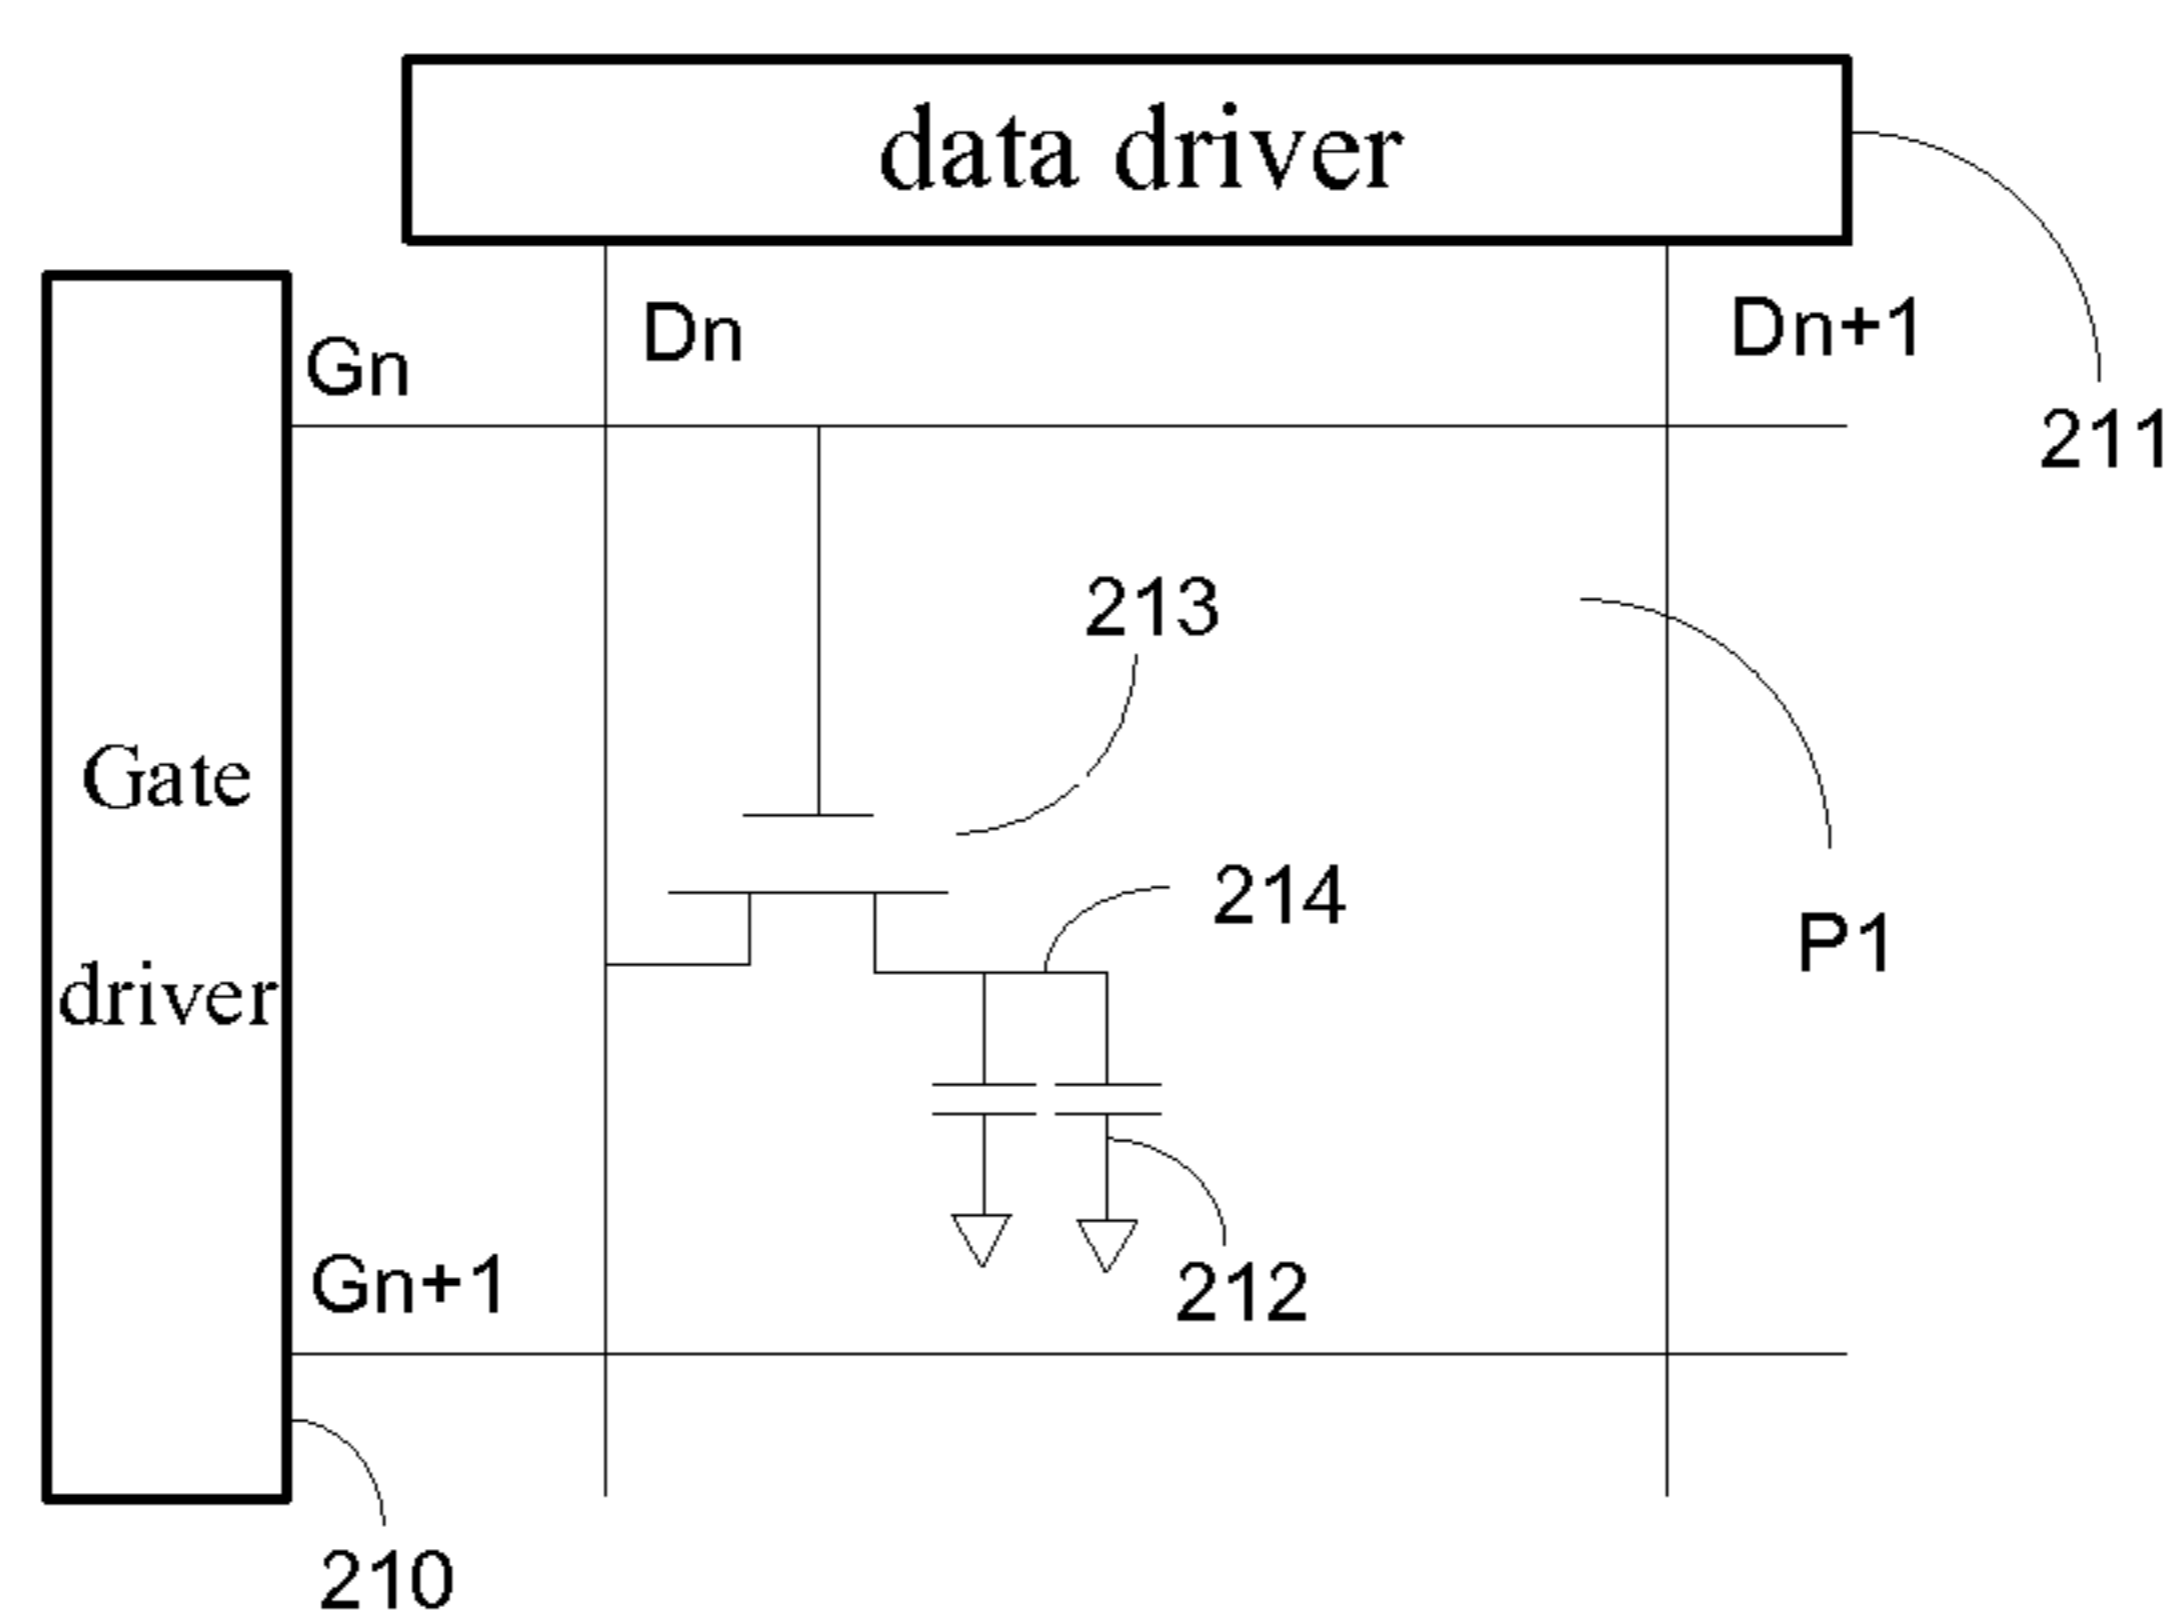 data driver
Dn
Dn+1
Gn
211
213
Gate
driver
214
P1
Gn+1
212
210